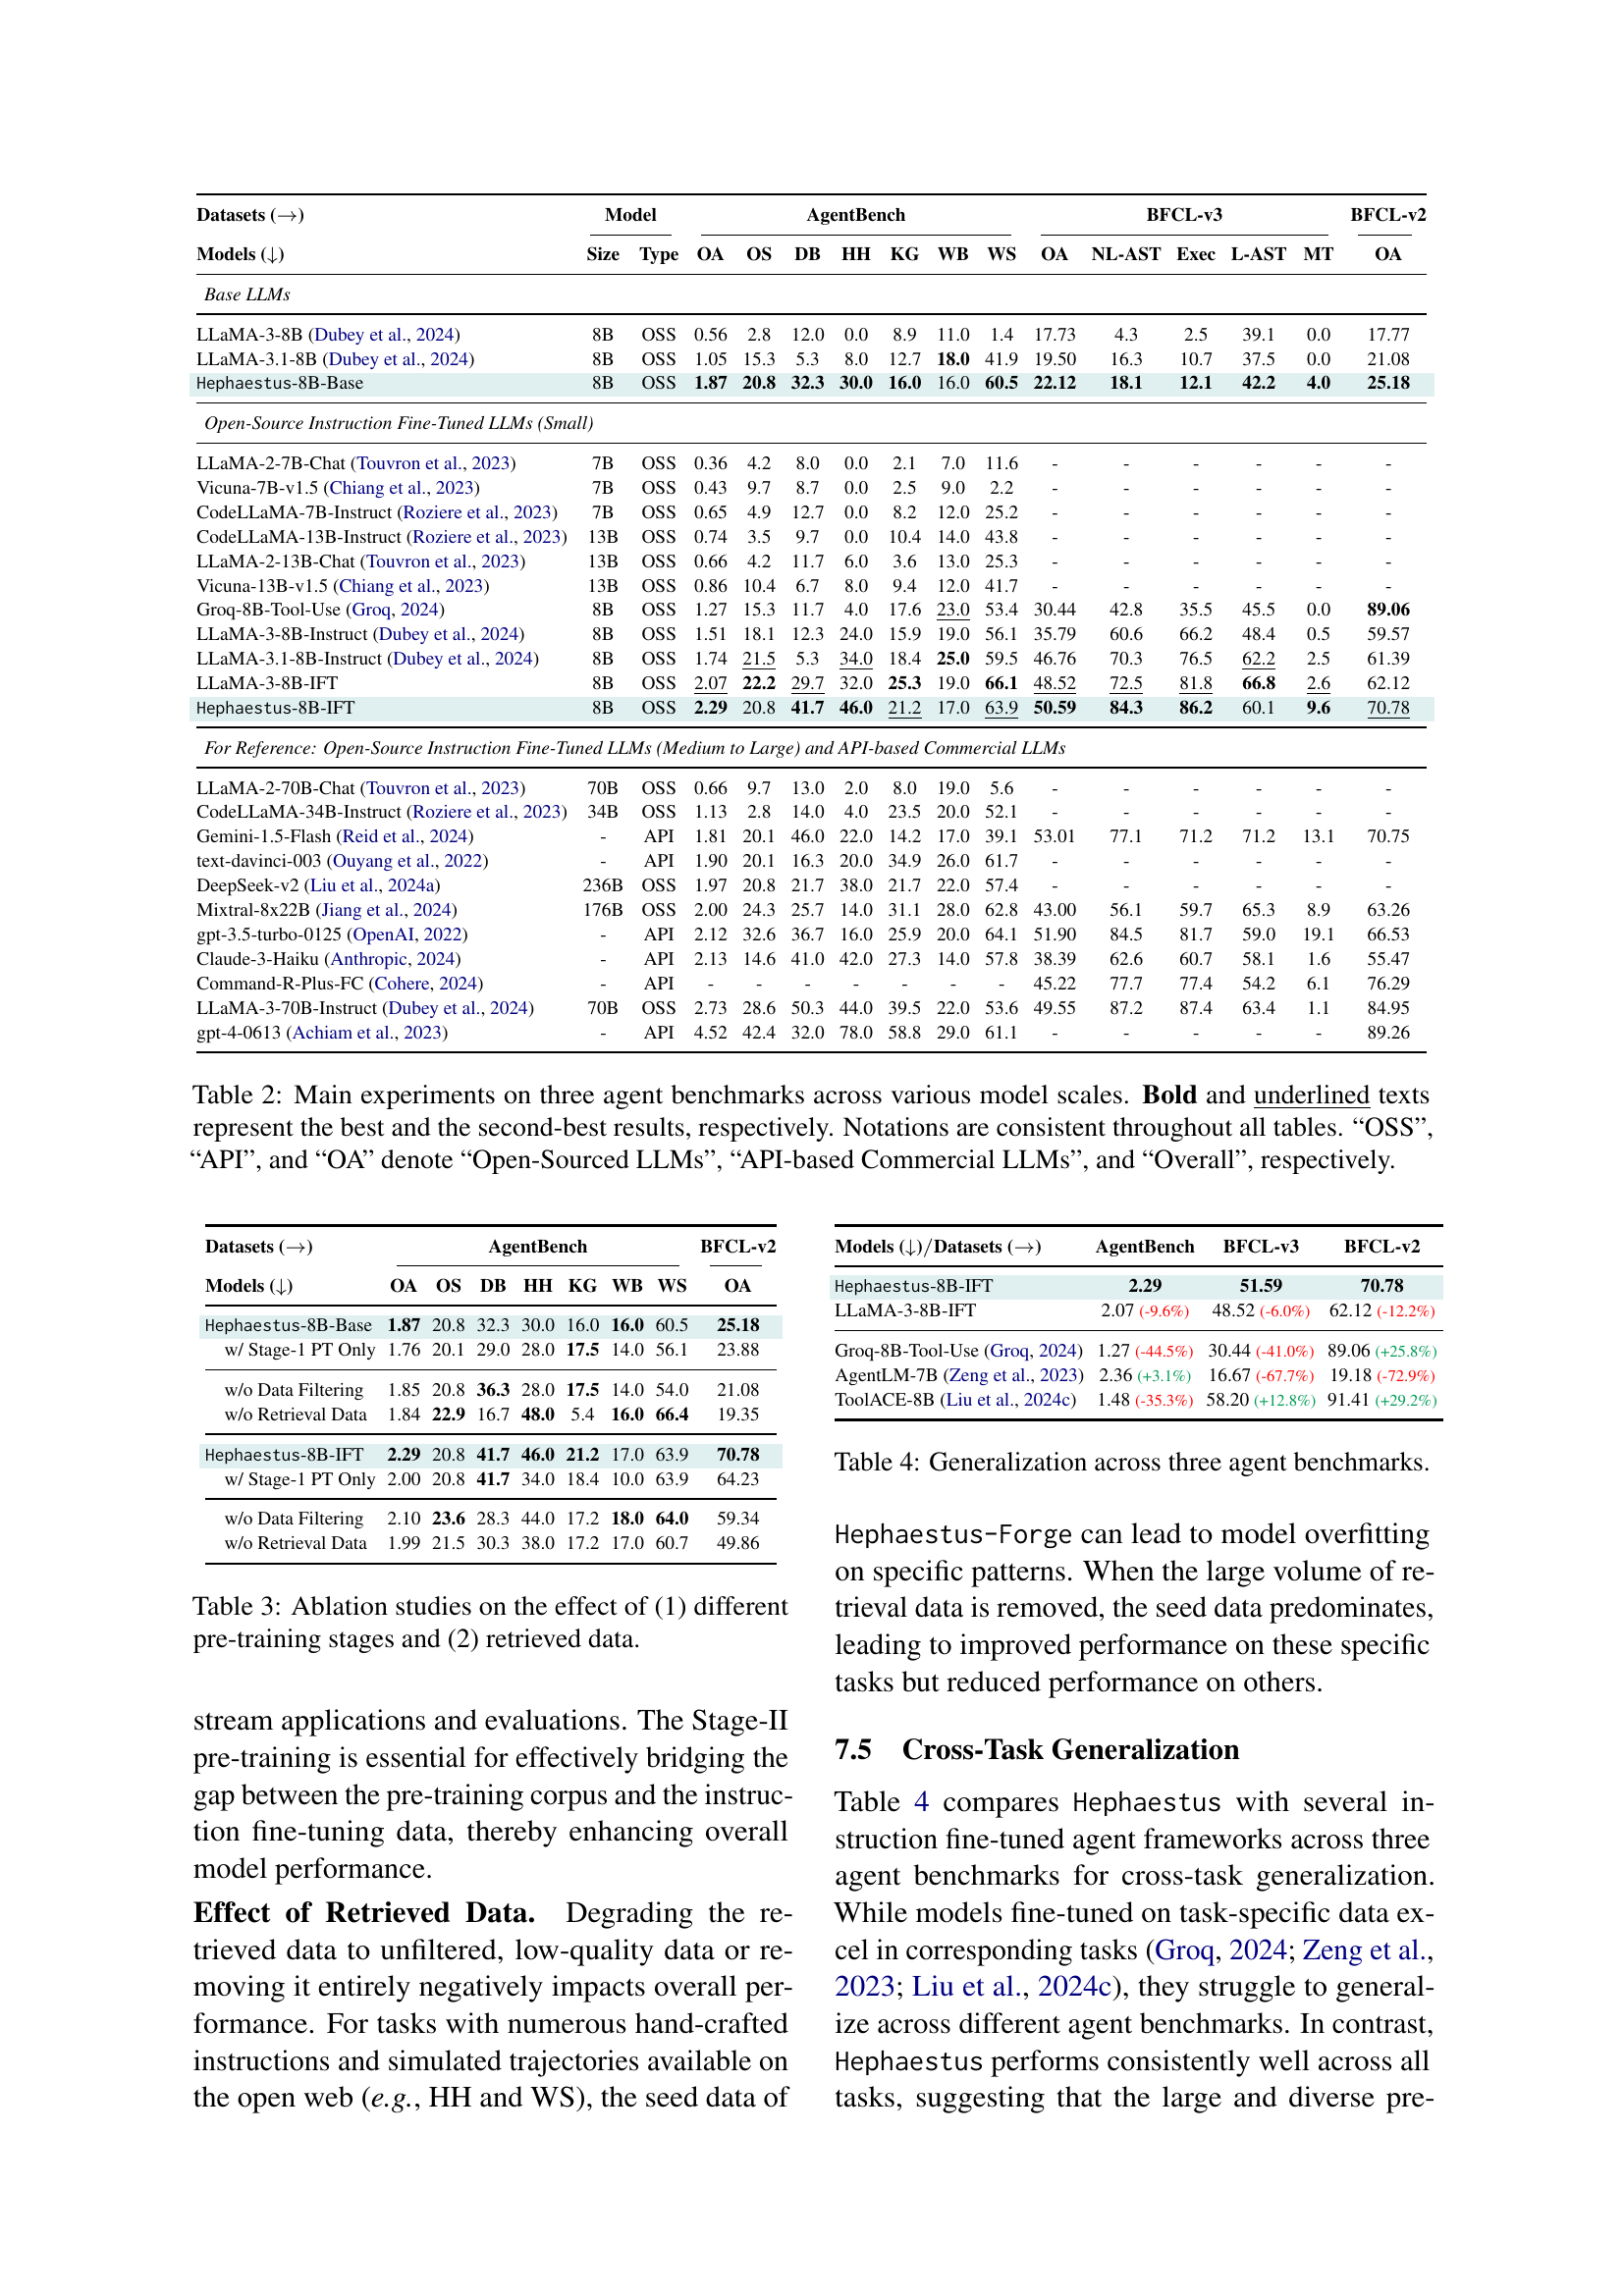 Datasets (→) Model AgentBench BFCL-v3 BFCL-v2
Models (↓) Size Type OA OS DB HH KG WB WS OA NL-AST Exec L-AST MT OA
Base LLMs
LLaMA-3-8B (Dubey et al., 2024) 8B OSS 0.56 2.8 12.0 0.0 8.9 11.0 1.4 17.73 4.3 2.5 39.1 0.0 17.77
LLaMA-3.1-8B (Dubey et al., 2024) 8B OSS 1.05 15.3 5.3 8.0 12.7 18.0 41.9 19.50 16.3 10.7 37.5 0.0 21.08
Hephaestus-8B-Base 8B OSS 1.87 20.8 32.3 30.0 16.0 16.0 60.5 22.12 18.1 12.1 42.2 4.0 25.18
Open-Source Instruction Fine-Tuned LLMs (Small)
LLaMA-2-7B-Chat (Touvron et al., 2023) 7B OSS 0.36 4.2 8.0 0.0 2.1 7.0 11.6 - - - - - -
Vicuna-7B-v1.5 (Chiang et al., 2023) 7B OSS 0.43 9.7 8.7 0.0 2.5 9.0 2.2 - - - - - -
CodeLLaMA-7B-Instruct (Roziere et al., 2023) 7B OSS 0.65 4.9 12.7 0.0 8.2 12.0 25.2 - - - - - -
CodeLLaMA-13B-Instruct (Roziere et al., 2023) 13B OSS 0.74 3.5 9.7 0.0 10.4 14.0 43.8 - - - - - -
LLaMA-2-13B-Chat (Touvron et al., 2023) 13B OSS 0.66 4.2 11.7 6.0 3.6 13.0 25.3 - - - - - -
Vicuna-13B-v1.5 (Chiang et al., 2023) 13B OSS 0.86 10.4 6.7 8.0 9.4 12.0 41.7 - - - - - -
Groq-8B-Tool-Use (Groq, 2024) 8B OSS 1.27 15.3 11.7 4.0 17.6 23.0 53.4 30.44 42.8 35.5 45.5 0.0 89.06
LLaMA-3-8B-Instruct (Dubey et al., 2024) 8B OSS 1.51 18.1 12.3 24.0 15.9 19.0 56.1 35.79 60.6 66.2 48.4 0.5 59.57
LLaMA-3.1-8B-Instruct (Dubey et al., 2024) 8B OSS 1.74 21.5 5.3 34.0 18.4 25.0 59.5 46.76 70.3 76.5 62.2 2.5 61.39
LLaMA-3-8B-IFT 8B OSS 2.07 22.2 29.7 32.0 25.3 19.0 66.1 48.52 72.5 81.8 66.8 2.6 62.12
Hephaestus-8B-IFT 8B OSS 2.29 20.8 41.7 46.0 21.2 17.0 63.9 50.59 84.3 86.2 60.1 9.6 70.78
For Reference: Open-Source Instruction Fine-Tuned LLMs (Medium to Large) and API-based Commercial LLMs
LLaMA-2-70B-Chat (Touvron et al., 2023) 70B OSS 0.66 9.7 13.0 2.0 8.0 19.0 5.6 - - - - - -
CodeLLaMA-34B-Instruct (Roziere et al., 2023) 34B OSS 1.13 2.8 14.0 4.0 23.5 20.0 52.1 - - - - - -
Gemini-1.5-Flash (Reid et al., 2024) - API 1.81 20.1 46.0 22.0 14.2 17.0 39.1 53.01 77.1 71.2 71.2 13.1 70.75
text-davinci-003 (Ouyang et al., 2022) - API 1.90 20.1 16.3 20.0 34.9 26.0 61.7 - - - - - -
DeepSeek-v2 (Liu et al., 2024a) 236B OSS 1.97 20.8 21.7 38.0 21.7 22.0 57.4 - - - - - -
Mixtral-8x22B (Jiang et al., 2024) 176B OSS 2.00 24.3 25.7 14.0 31.1 28.0 62.8 43.00 56.1 59.7 65.3 8.9 63.26
gpt-3.5-turbo-0125 (OpenAI, 2022) - API 2.12 32.6 36.7 16.0 25.9 20.0 64.1 51.90 84.5 81.7 59.0 19.1 66.53
Claude-3-Haiku (Anthropic, 2024) - API 2.13 14.6 41.0 42.0 27.3 14.0 57.8 38.39 62.6 60.7 58.1 1.6 55.47
Command-R-Plus-FC (Cohere, 2024) - API - - - - - - - 45.22 77.7 77.4 54.2 6.1 76.29
LLaMA-3-70B-Instruct (Dubey et al., 2024) 70B OSS 2.73 28.6 50.3 44.0 39.5 22.0 53.6 49.55 87.2 87.4 63.4 1.1 84.95
gpt-4-0613 (Achiam et al., 2023) - API 4.52 42.4 32.0 78.0 58.8 29.0 61.1 - - - - - 89.26
Table 2: Main experiments on three agent benchmarks across various model scales. Bold and underlined texts
represent the best and the second-best results, respectively. Notations are consistent throughout all tables. “OSS”,
“API”, and “OA” denote “Open-Sourced LLMs”, “API-based Commercial LLMs”, and “Overall”, respectively.
Datasets (→) AgentBench BFCL-v2
Models (↓) OA OS DB HH KG WB WS OA
Hephaestus-8B-Base 1.87 20.8 32.3 30.0 16.0 16.0 60.5 25.18
w/ Stage-1 PT Only 1.76 20.1 29.0 28.0 17.5 14.0 56.1 23.88
w/o Data Filtering 1.85 20.8 36.3 28.0 17.5 14.0 54.0 21.08
w/o Retrieval Data 1.84 22.9 16.7 48.0 5.4 16.0 66.4 19.35
Hephaestus-8B-IFT 2.29 20.8 41.7 46.0 21.2 17.0 63.9 70.78
w/ Stage-1 PT Only 2.00 20.8 41.7 34.0 18.4 10.0 63.9 64.23
w/o Data Filtering 2.10 23.6 28.3 44.0 17.2 18.0 64.0 59.34
w/o Retrieval Data 1.99 21.5 30.3 38.0 17.2 17.0 60.7 49.86
Table 3: Ablation studies on the effect of (1) different
pre-training stages and (2) retrieved data.
stream applications and evaluations. The Stage-II
pre-training is essential for effectively bridging the
gap between the pre-training corpus and the instruc-
tion fine-tuning data, thereby enhancing overall
model performance.
Effect of Retrieved Data. Degrading the re-
trieved data to unfiltered, low-quality data or re-
moving it entirely negatively impacts overall per-
formance. For tasks with numerous hand-crafted
instructions and simulated trajectories available on
the open web (e.g., HH and WS), the seed data of
Models (↓)/Datasets (→) AgentBench BFCL-v3 BFCL-v2
Hephaestus-8B-IFT 2.29 51.59 70.78
LLaMA-3-8B-IFT 2.07 (-9.6%) 48.52 (-6.0%) 62.12 (-12.2%)
Groq-8B-Tool-Use (Groq, 2024) 1.27 (-44.5%) 30.44 (-41.0%) 89.06 (+25.8%)
AgentLM-7B (Zeng et al., 2023) 2.36 (+3.1%) 16.67 (-67.7%) 19.18 (-72.9%)
ToolACE-8B (Liu et al., 2024c) 1.48 (-35.3%) 58.20 (+12.8%) 91.41 (+29.2%)
Table 4: Generalization across three agent benchmarks.
Hephaestus-Forge can lead to model overfitting
on specific patterns. When the large volume of re-
trieval data is removed, the seed data predominates,
leading to improved performance on these specific
tasks but reduced performance on others.
7.5 Cross-Task Generalization
Table 4 compares Hephaestus with several in-
struction fine-tuned agent frameworks across three
agent benchmarks for cross-task generalization.
While models fine-tuned on task-specific data ex-
cel in corresponding tasks (Groq, 2024; Zeng et al.,
2023; Liu et al., 2024c), they struggle to general-
ize across different agent benchmarks. In contrast,
Hephaestus performs consistently well across all
tasks, suggesting that the large and diverse pre-